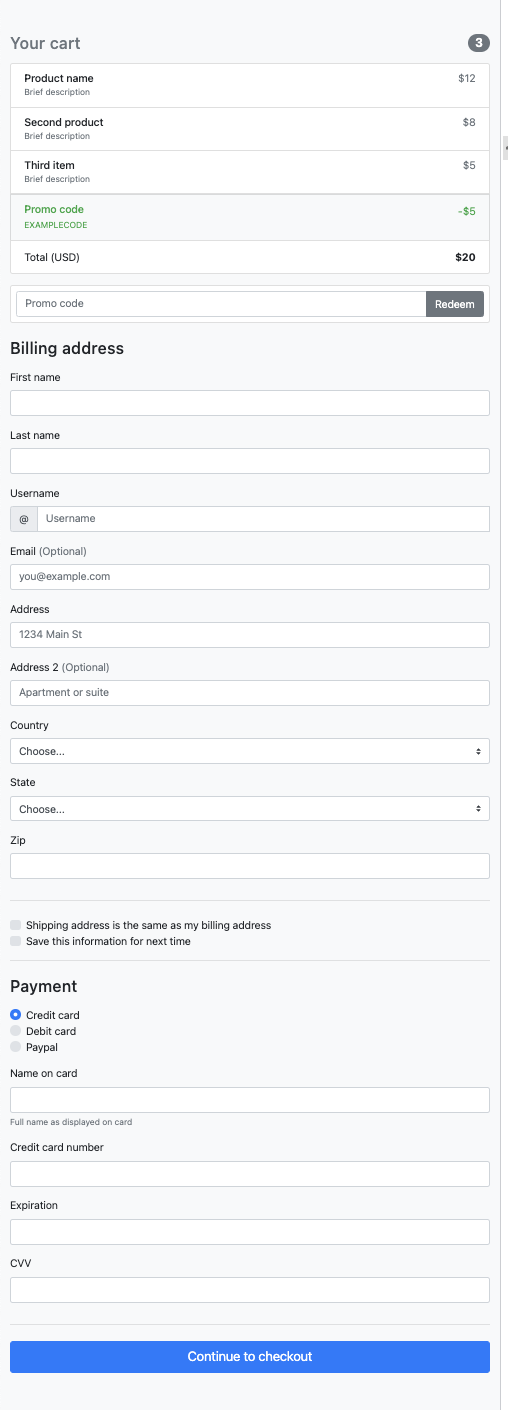 Your cart 3
Product name $12
Brief description
Second product $8
Brief description
Third item $5
Brief description
Promo code -$5
EXAMPLECODE
Total (USD) $20
Promo code Redeem
Billing address
First name
Last name
Username
@ Username
Email (Optional)
you@example.com
Address
1234 Main St
Address 2 (Optional)
Apartment or suite
Country
Choose...
State
Choose...
Zip
Shipping address is the same as my billing address
Save this information for next time
Payment
Credit card
Debit card
Paypal
Name on card
Full name as displayed on card
Credit card number
Expiration
CVV
Continue to checkout